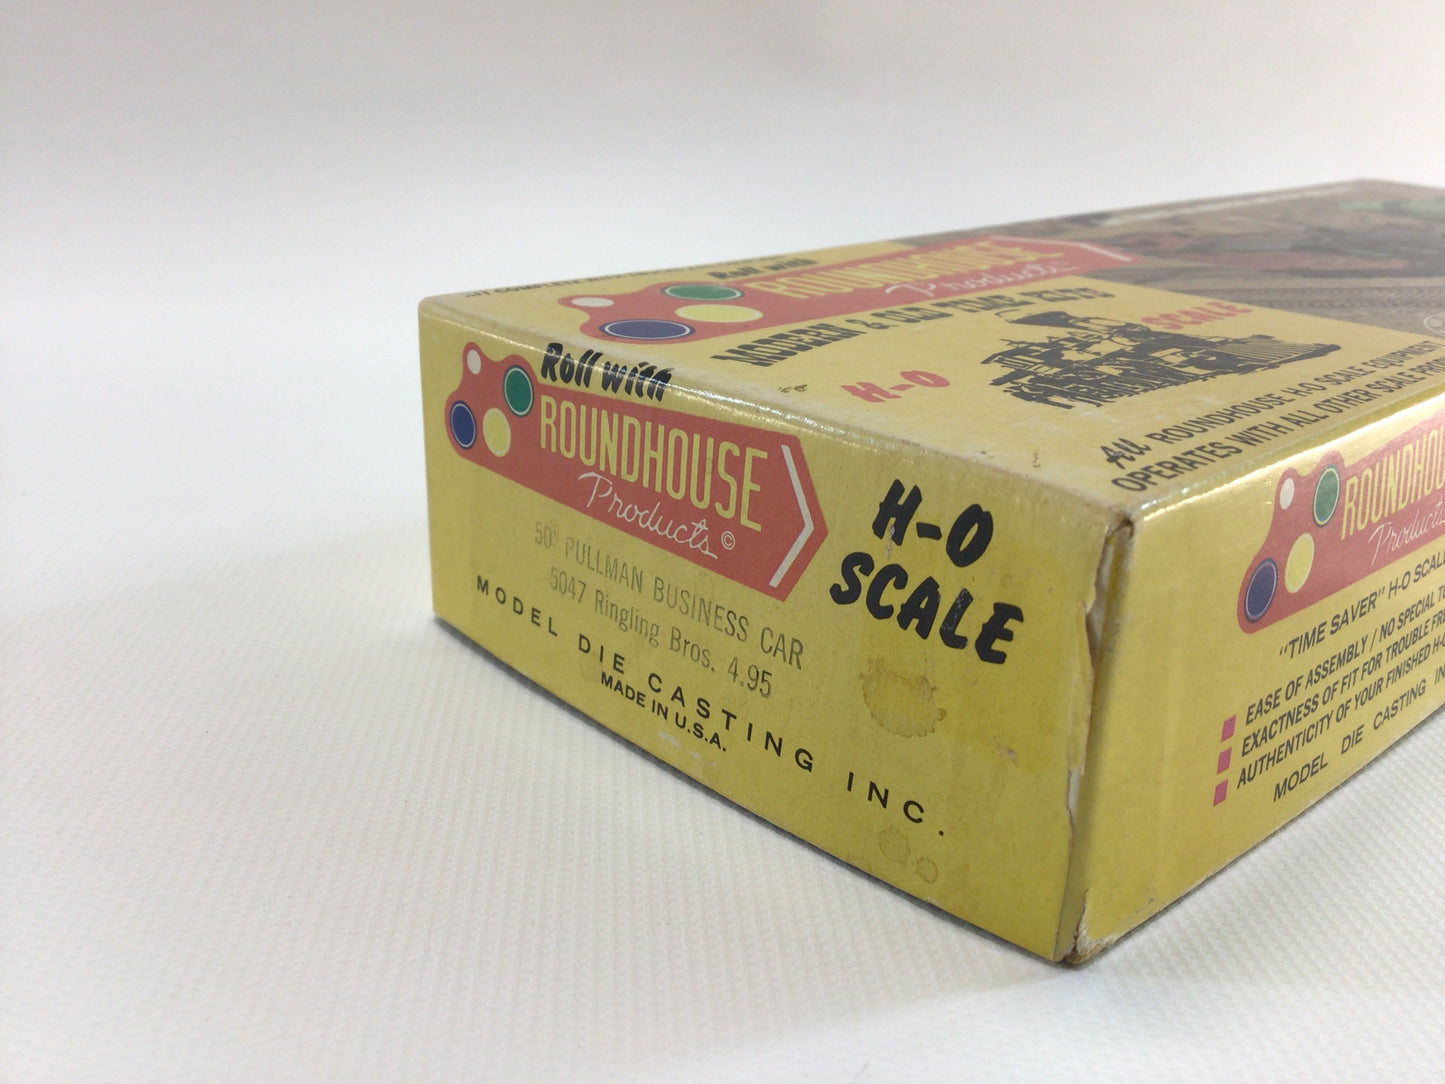 Roll with
ROUNDHOUSE
Products ©
H-O
SCALE
50' PULLMAN BUSINESS CAR
5047 Ringling Bros. 4.95
MODEL DIE CASTING INC.
MADE IN U.S.A.
Roll with
ROUNDHOUSE
Products
MODERN & OLD TIME KITS
H-O
SCALE
All ROUNDHOUSE H-O SCALE EQUIPMENT
OPERATES WITH ALL OTHER SCALE
ROUNDHOU
Products
"TIME SAVER" H-O SCALE
EASE OF ASSEMBLY / NO SPECIAL
EXACTNESS OF FIT FOR TROUBLE
AUTHENTICITY OF YOUR FINISHED
MODEL DIE CASTING